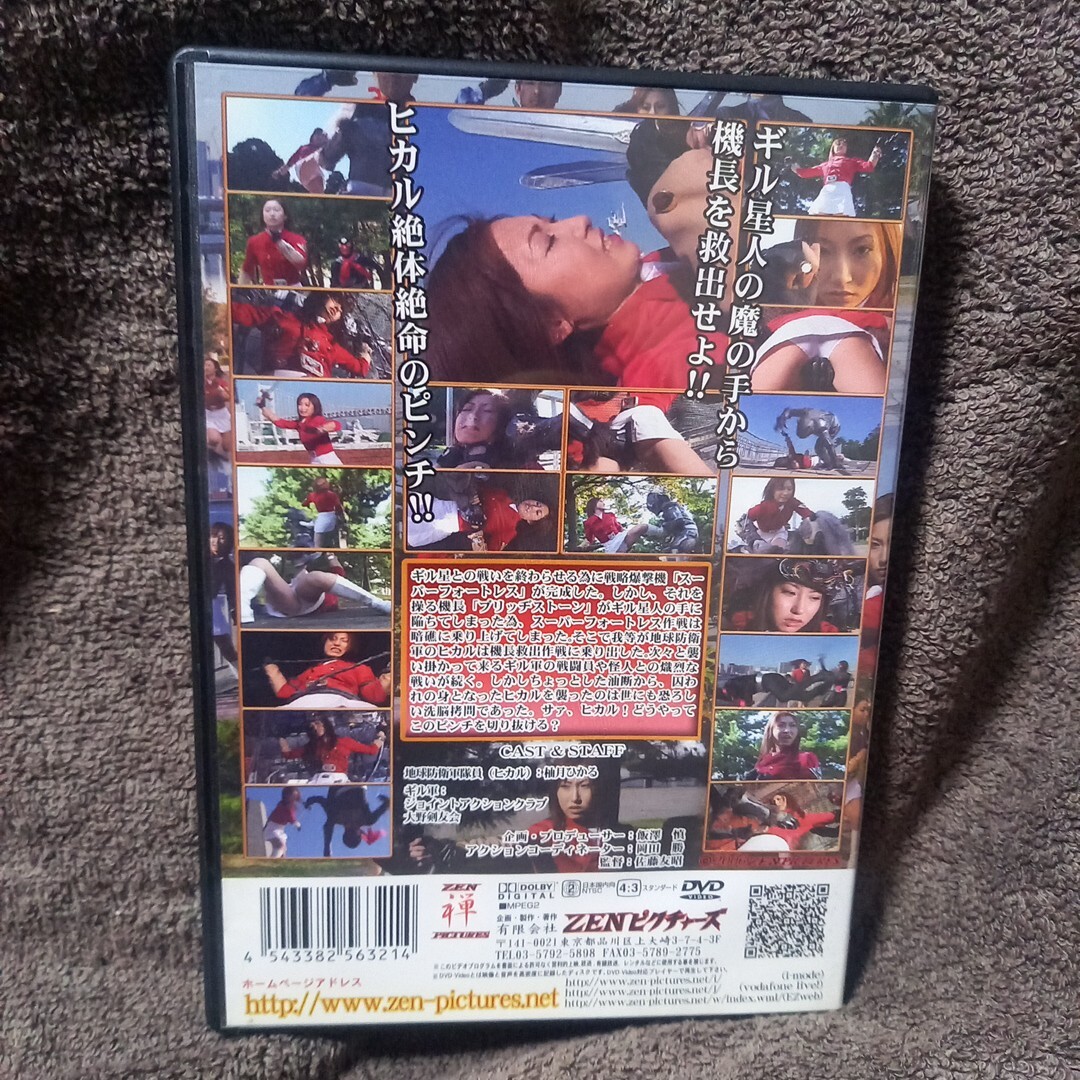 ギル星人の魔の手から
機長を救出せよ!!
ヒカル絶体絶命のピンチ!!
ギル星との戦いを終わらせる為に戦略爆撃機「スー
パーフォートレス」が完成した。しかし、それを
操る機長「ブリッヂストーン」がギル星人の手に
陥ちてしまった為、スーパーフォートレス作戦は
暗礁に乗り上げてしまった。そこで我等が地球防衛
軍のヒカルは機長救出作戦に乗り出した。次々と襲
い掛かって来るギル軍の戦闘員や怪人との熾烈な
戦いが続く。しかしちょっとした油断から、囚わ
れの身となったヒカルを襲ったのは世にも恐ろし
い洗脳拷問であった。サァ、ヒカル!どうやって
このピンチを切り抜ける?
CAST & STAFF
地球防衛軍隊員（ヒカル）:柚月ひかる
ギル軍:
ジョイントアクションクラブ
大野剣友会
企画・プロデューサー:飯澤 慎
アクションコーディネーター:岡田 勝
監督:佐藤友昭
4 543382 563214
ZEN
禅
PICTURES
DOLBY
DIGITAL
■MPEG2
2 日本国内向
NTSC
4:3 スタンダード
DVD
VIDEO
企画・製作・著作
有限会社 ZENピクチャーズ
〒141-0021 東京都品川区上大崎3-7-4-3F
TEL03-5792-5898 FAX03-5789-2775
ホームページアドレス
http://www.zen-pictures.net
http://www.zen-pictures.net/i/ (i-mode)
http://www.zen-pictures.net/J/ (vodafone live!)
http://www.zen-pictures.net/w/index.wml/(EZweb)